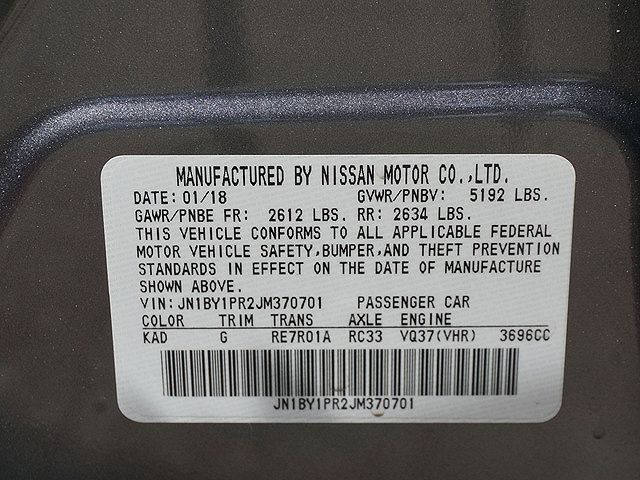 MANUFACTURED BY NISSAN MOTOR CO.,LTD.
DATE: 01/18 GVWR/PNBV: 5192 LBS.
GAWR/PNBE FR: 2612 LBS. RR: 2634 LBS.
THIS VEHICLE CONFORMS TO ALL APPLICABLE FEDERAL
MOTOR VEHICLE SAFETY,BUMPER,AND THEFT PREVENTION
STANDARDS IN EFFECT ON THE DATE OF MANUFACTURE
SHOWN ABOVE.
VIN: JN1BY1PR2JM370701 PASSENGER CAR
COLOR TRIM TRANS AXLE ENGINE
KAD G RE7R01A RC33 VQ37(VHR) 3696CC
JN1BY1PR2JM370701